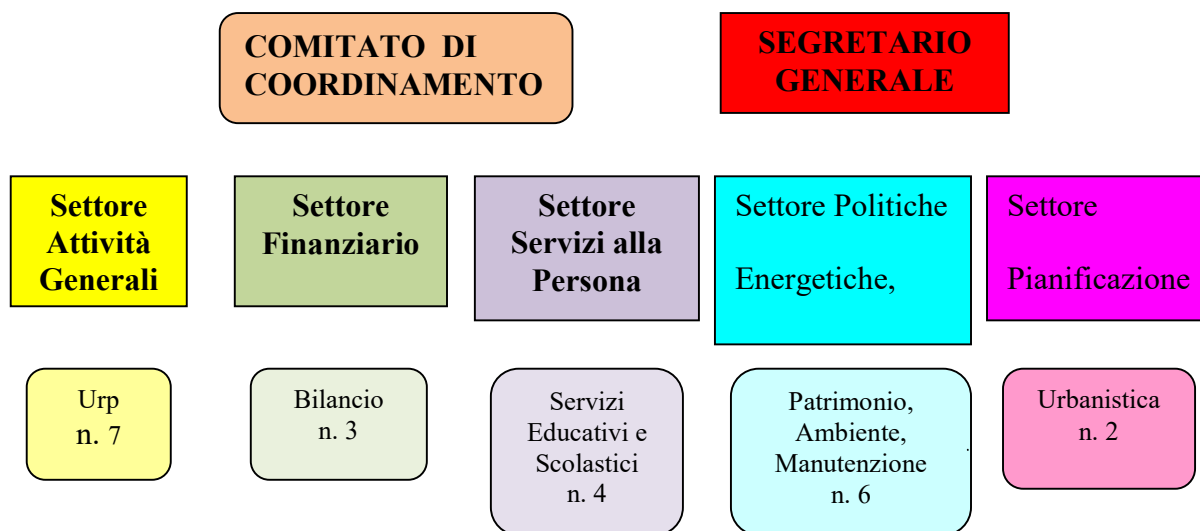 COMITATO DI
COORDINAMENTO
SEGRETARIO
GENERALE
Settore
Attività
Generali
Settore
Finanziario
Settore
Servizi alla
Persona
Settore Politiche
Energetiche,
Settore
Pianificazione
Urp
n. 7
Bilancio
n. 3
Servizi
Educativi e
Scolastici
n. 4
Patrimonio,
Ambiente,
Manutenzione
n. 6
Urbanistica
n. 2